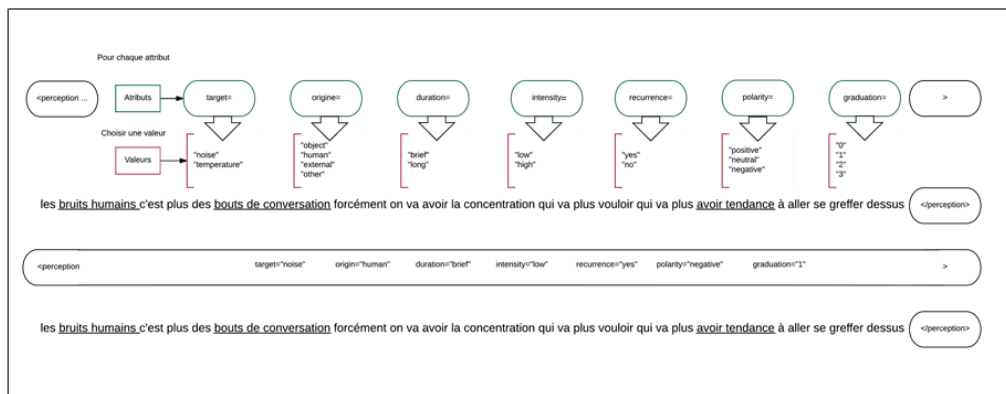 Pour chaque attribut
<perception ... Atributs target= origine= duration= intensity= recurrence= polarity= graduation= >
Choisir une valeur
Valeurs
"noise"
"temperature"
"object"
"human"
"external"
"other"
"brief"
"long"
"low"
"high"
"yes"
"no"
"positive"
"neutral"
"negative"
"0"
"1"
"2"
"3"
les bruits humains c'est plus des bouts de conversation forcément on va avoir la concentration qui va plus vouloir qui va plus avoir tendance à aller se greffer dessus </perception>
<perception target="noise" origin="human" duration="brief" intensity="low" recurrence="yes" polarity="negative" graduation="1" >
les bruits humains c'est plus des bouts de conversation forcément on va avoir la concentration qui va plus vouloir qui va plus avoir tendance à aller se greffer dessus </perception>